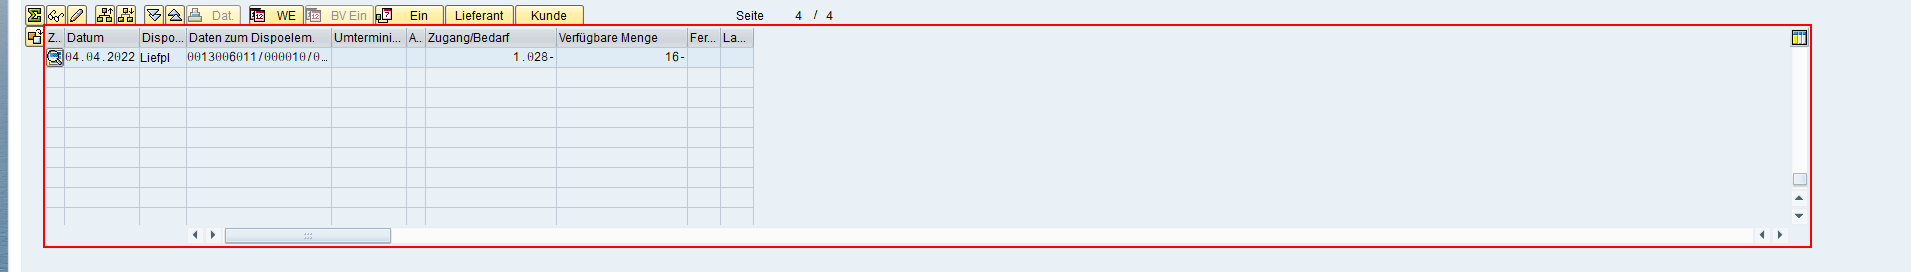 Dat. WE BV Ein Ein Lieferant Kunde Seite 4 / 4
Z.. Datum Dispo... Daten zum Dispoelem. Umtermini... A.. Zugang/Bedarf Verfügbare Menge Fer... La...
04.04.2022 Liefpl 0013006011/000010/0... 1.028- 16-